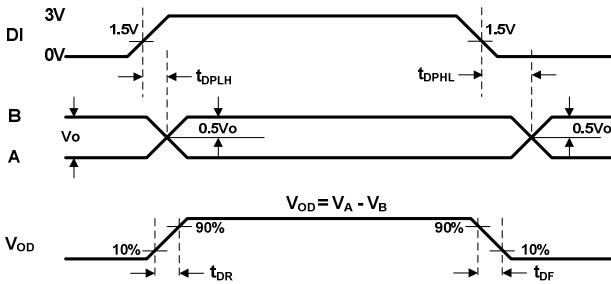 3V
DI
1.5V
1.5V
0V
tDPLH
tDPHL
B
Vo
0.5Vo
0.5Vo
A
VOD = VA - VB
VOD
90%
90%
10%
10%
tDR
tDF